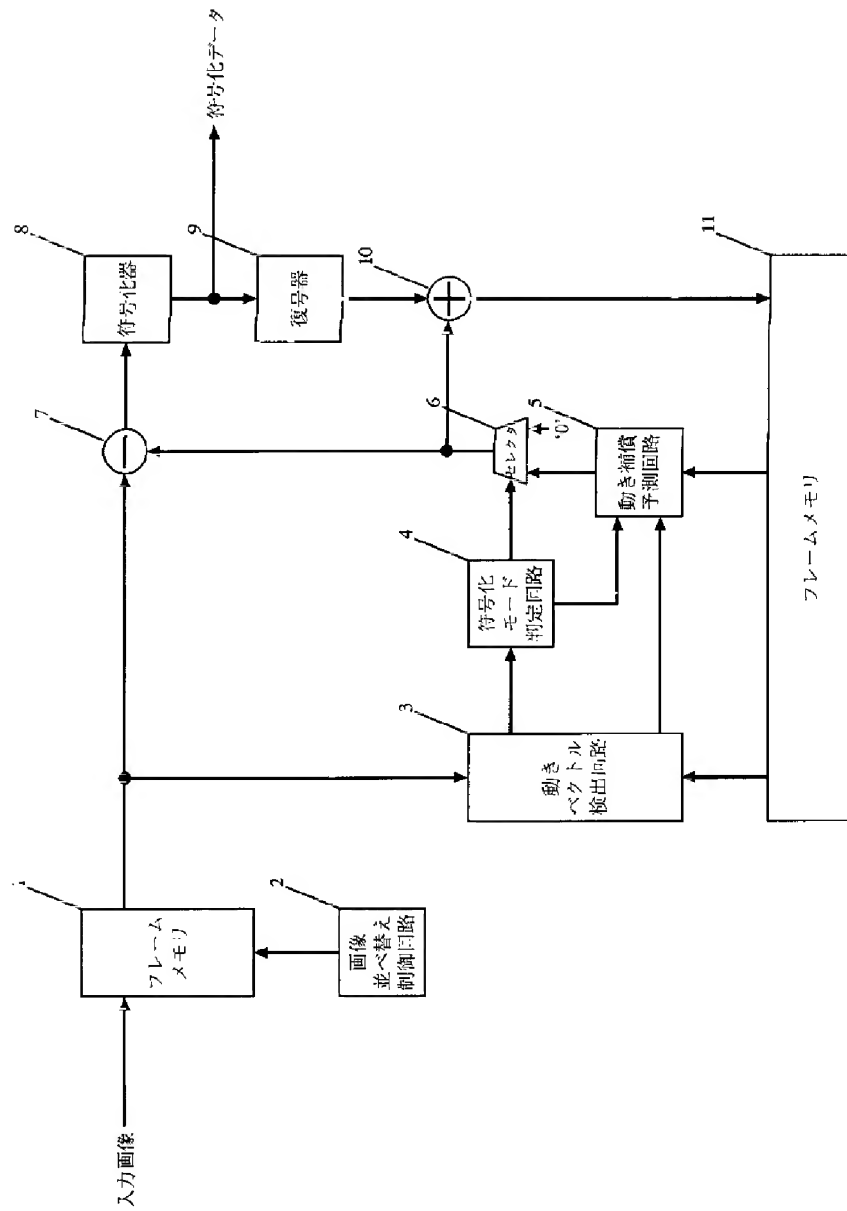 入力画像
1
フレーム
メモリ
2
画像
並べ替え
制御回路
3
動き
ベクトル
検出回路
4
符号化
モード
判定回路
5
動き補償
予測回路
6
セレクタ
'0'
7
8
符号化器
符号化データ
9
復号器
10
11
フレームメモリ